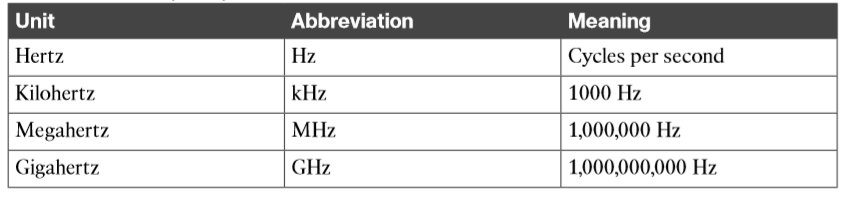 Unit Abbreviation Meaning
Hertz Hz Cycles per second
Kilohertz kHz 1000 Hz
Megahertz MHz 1,000,000 Hz
Gigahertz GHz 1,000,000,000 Hz